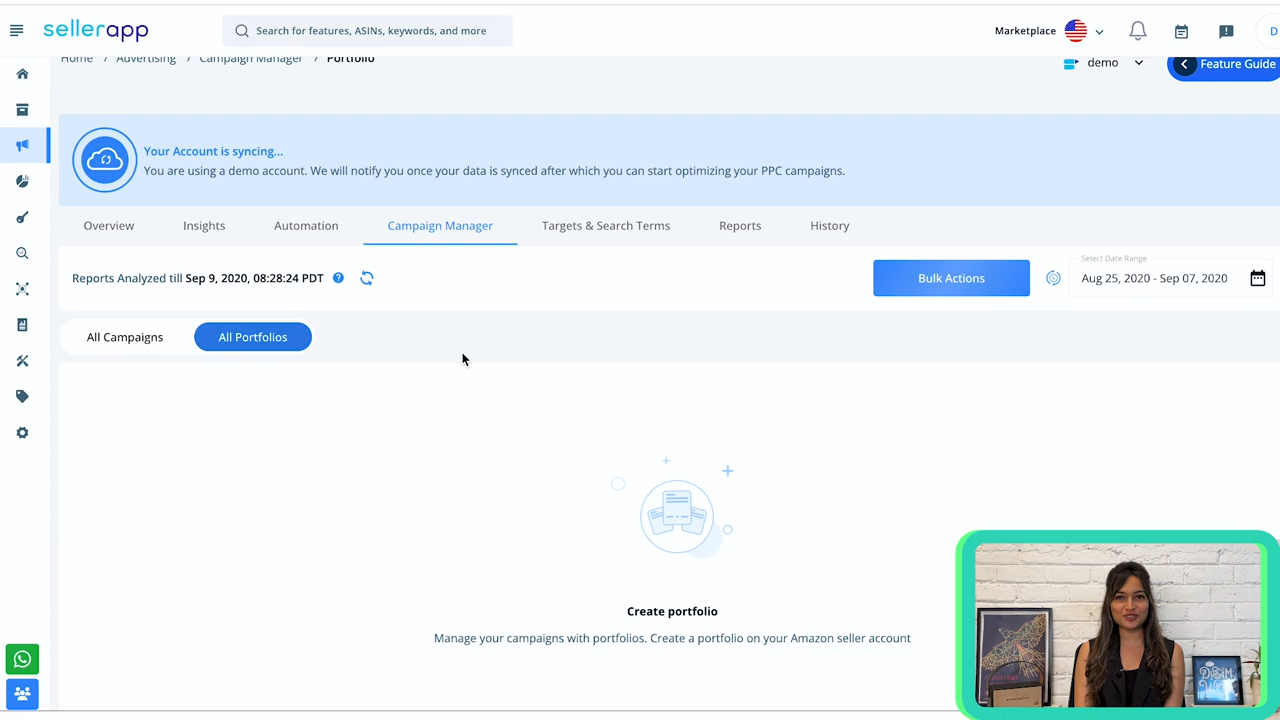 sellerapp
Search for features, ASINs, keywords, and more
Marketplace
D
Home / Advertising / Campaign Manager / Portfolio
demo
Feature Guide
Your Account is syncing...
You are using a demo account. We will notify you once your data is synced after which you can start optimizing your PPC campaigns.
Overview
Insights
Automation
Campaign Manager
Targets & Search Terms
Reports
History
Reports Analyzed till Sep 9, 2020, 08:28:24 PDT
Bulk Actions
Select Date Range
Aug 25, 2020 - Sep 07, 2020
All Campaigns
All Portfolios
Create portfolio
Manage your campaigns with portfolios. Create a portfolio on your Amazon seller account